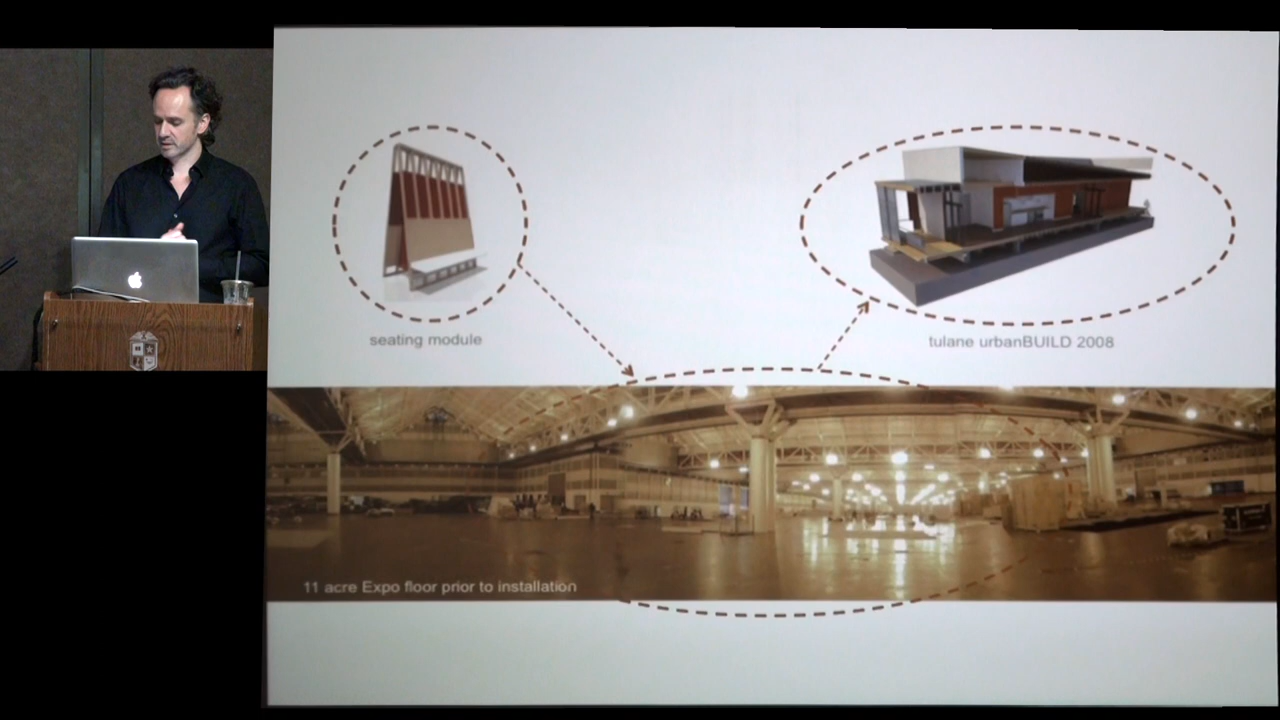 seating module
tulane urbanBUILD 2008
11 acre Expo floor prior to installation